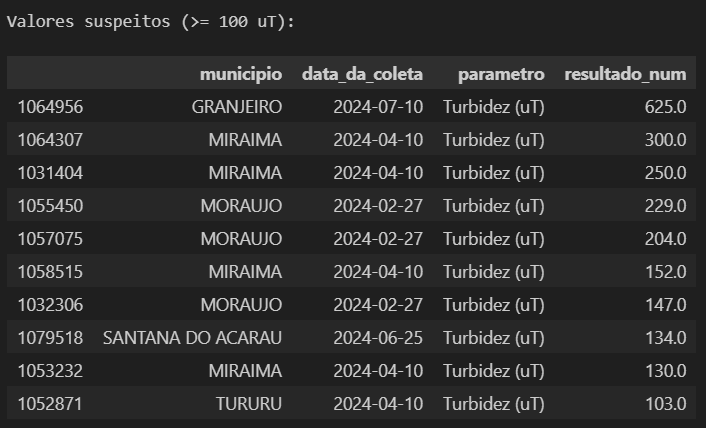 Valores suspeitos (>= 100 uT):
municipio data_da_coleta parametro resultado_num
1064956 GRANJEIRO 2024-07-10 Turbidez (uT) 625.0
1064307 MIRAIMA 2024-04-10 Turbidez (uT) 300.0
1031404 MIRAIMA 2024-04-10 Turbidez (uT) 250.0
1055450 MORAUJO 2024-02-27 Turbidez (uT) 229.0
1057075 MORAUJO 2024-02-27 Turbidez (uT) 204.0
1058515 MIRAIMA 2024-04-10 Turbidez (uT) 152.0
1032306 MORAUJO 2024-02-27 Turbidez (uT) 147.0
1079518 SANTANA DO ACARAU 2024-06-25 Turbidez (uT) 134.0
1053232 MIRAIMA 2024-04-10 Turbidez (uT) 130.0
1052871 TURURU 2024-04-10 Turbidez (uT) 103.0